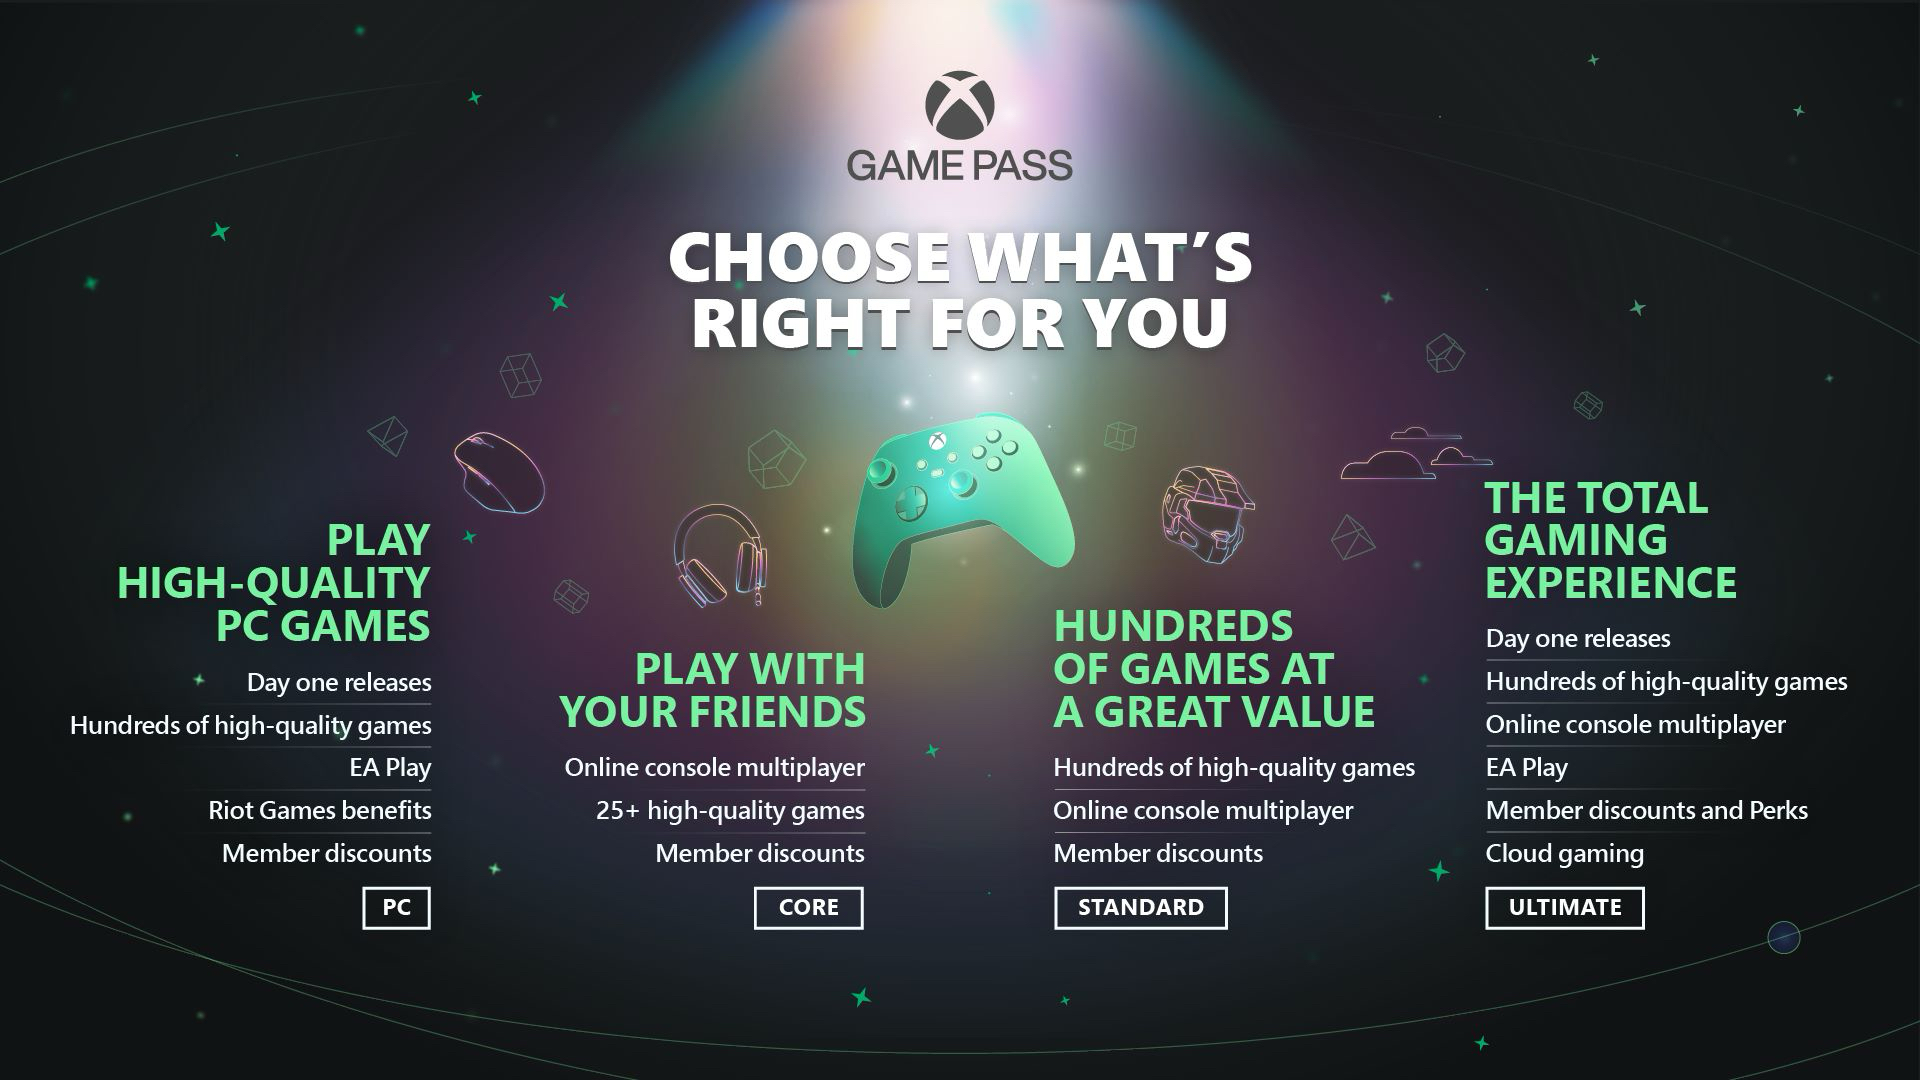 GAME PASS
CHOOSE WHAT'S
RIGHT FOR YOU
PLAY
HIGH-QUALITY
PC GAMES
Day one releases
Hundreds of high-quality games
EA Play
Riot Games benefits
Member discounts
PC
PLAY WITH
YOUR FRIENDS
Online console multiplayer
25+ high-quality games
Member discounts
CORE
HUNDREDS
OF GAMES AT
A GREAT VALUE
Hundreds of high-quality games
Online console multiplayer
Member discounts
STANDARD
THE TOTAL
GAMING
EXPERIENCE
Day one releases
Hundreds of high-quality games
Online console multiplayer
EA Play
Member discounts and Perks
Cloud gaming
ULTIMATE